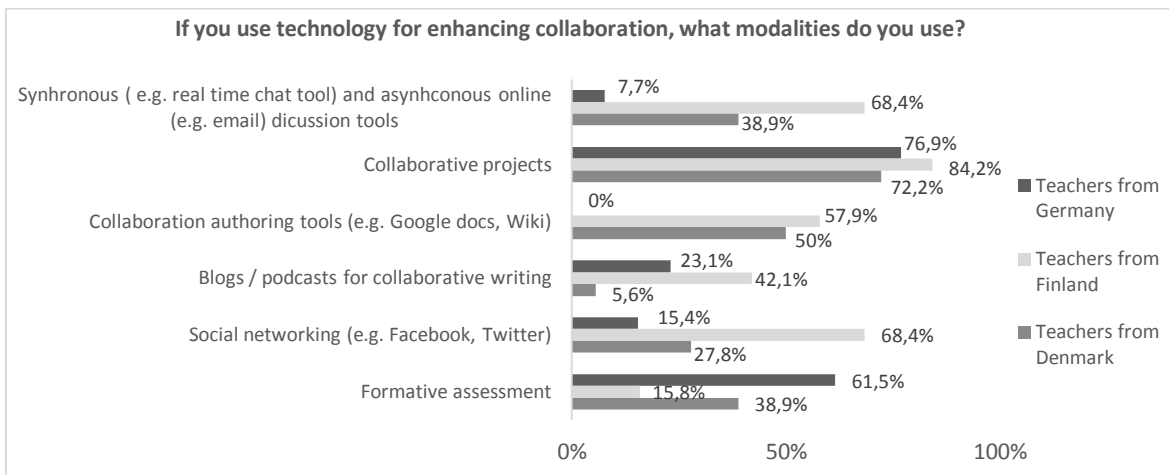 If you use technology for enhancing collaboration, what modalities do you use?
Synhronous ( e.g. real time chat tool) and asynhconous online
(e.g. email) dicussion tools
7,7%
68,4%
38,9%
Collaborative projects
76,9%
84,2%
72,2%
Collaboration authoring tools (e.g. Google docs, Wiki)
0%
57,9%
50%
Blogs / podcasts for collaborative writing
23,1%
42,1%
5,6%
Social networking (e.g. Facebook, Twitter)
15,4%
68,4%
27,8%
Formative assessment
61,5%
15,8%
38,9%
0%
50%
100%
Teachers from
Germany
Teachers from
Finland
Teachers from
Denmark